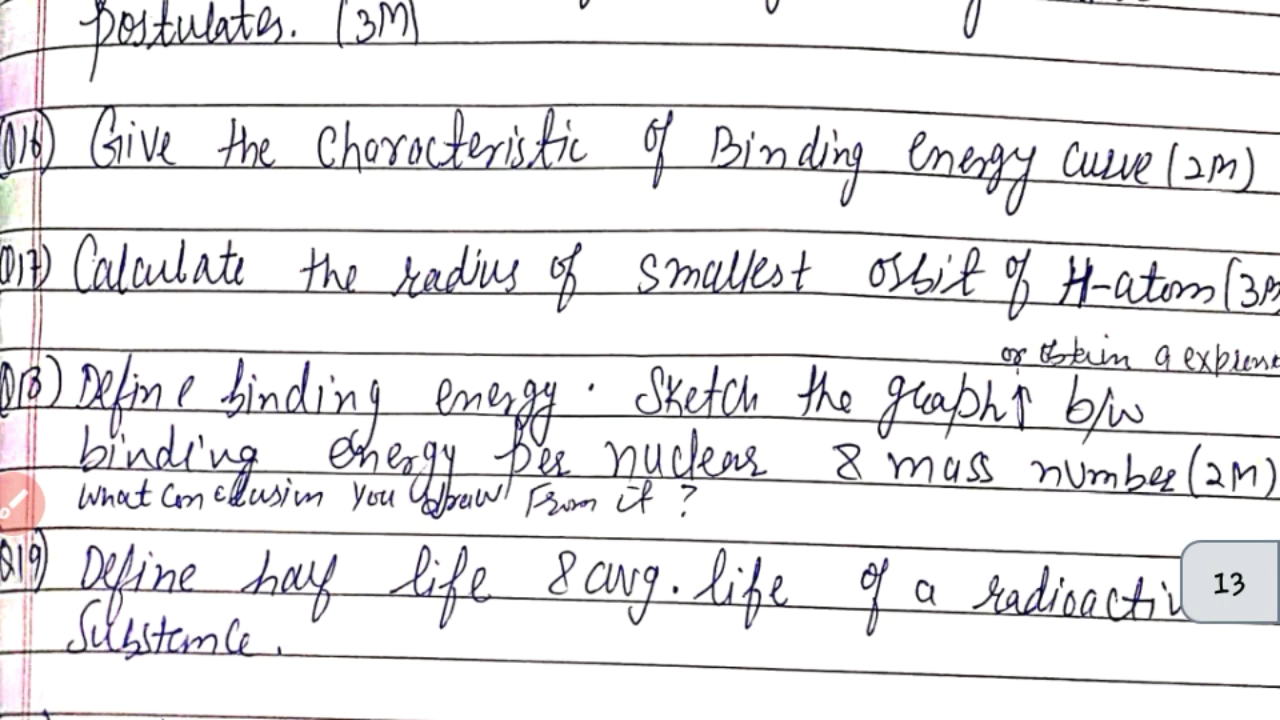 postulates. (3M)
Q16) Give the Characteristic of Binding energy curve (2M)
Q17) Calculate the radius of smallest orbit of H-atom (3M
or obtain a expre
Q18) Define binding energy. Sketch the graph b/w
binding energy per nuclear & mass number (2M)
What Conclusion you draw From it?
Q19) Define half life & avg. life of a radioactiv
Substance.
13